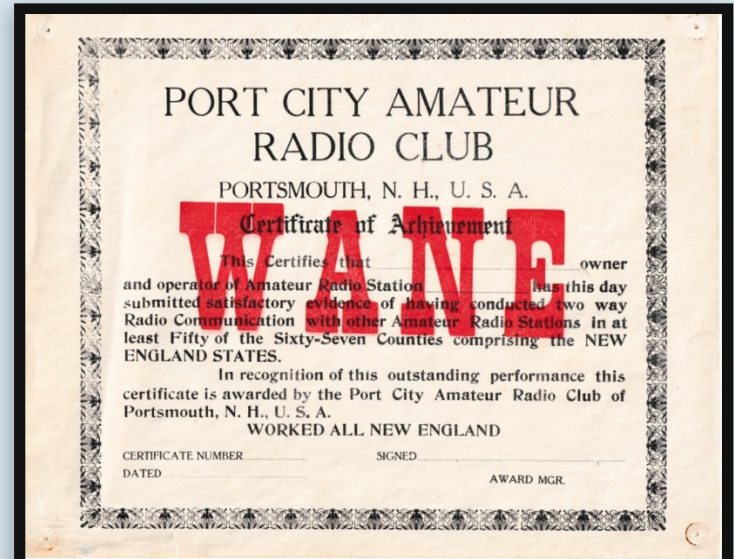 PORT CITY AMATEUR
RADIO CLUB
PORTSMOUTH, N. H., U. S. A.
WANE
Certificate of Achievement
This Certifies that owner
and operator of Amateur Radio Station has this day
submitted satisfactory evidence of having conducted two way
Radio Communication with other Amateur Radio Stations in at
least Fifty of the Sixty-Seven Counties comprising the NEW
ENGLAND STATES.
In recognition of this outstanding performance this
certificate is awarded by the Port City Amateur Radio Club of
Portsmouth, N. H., U. S. A.
WORKED ALL NEW ENGLAND
CERTIFICATE NUMBER SIGNED
DATED AWARD MGR.